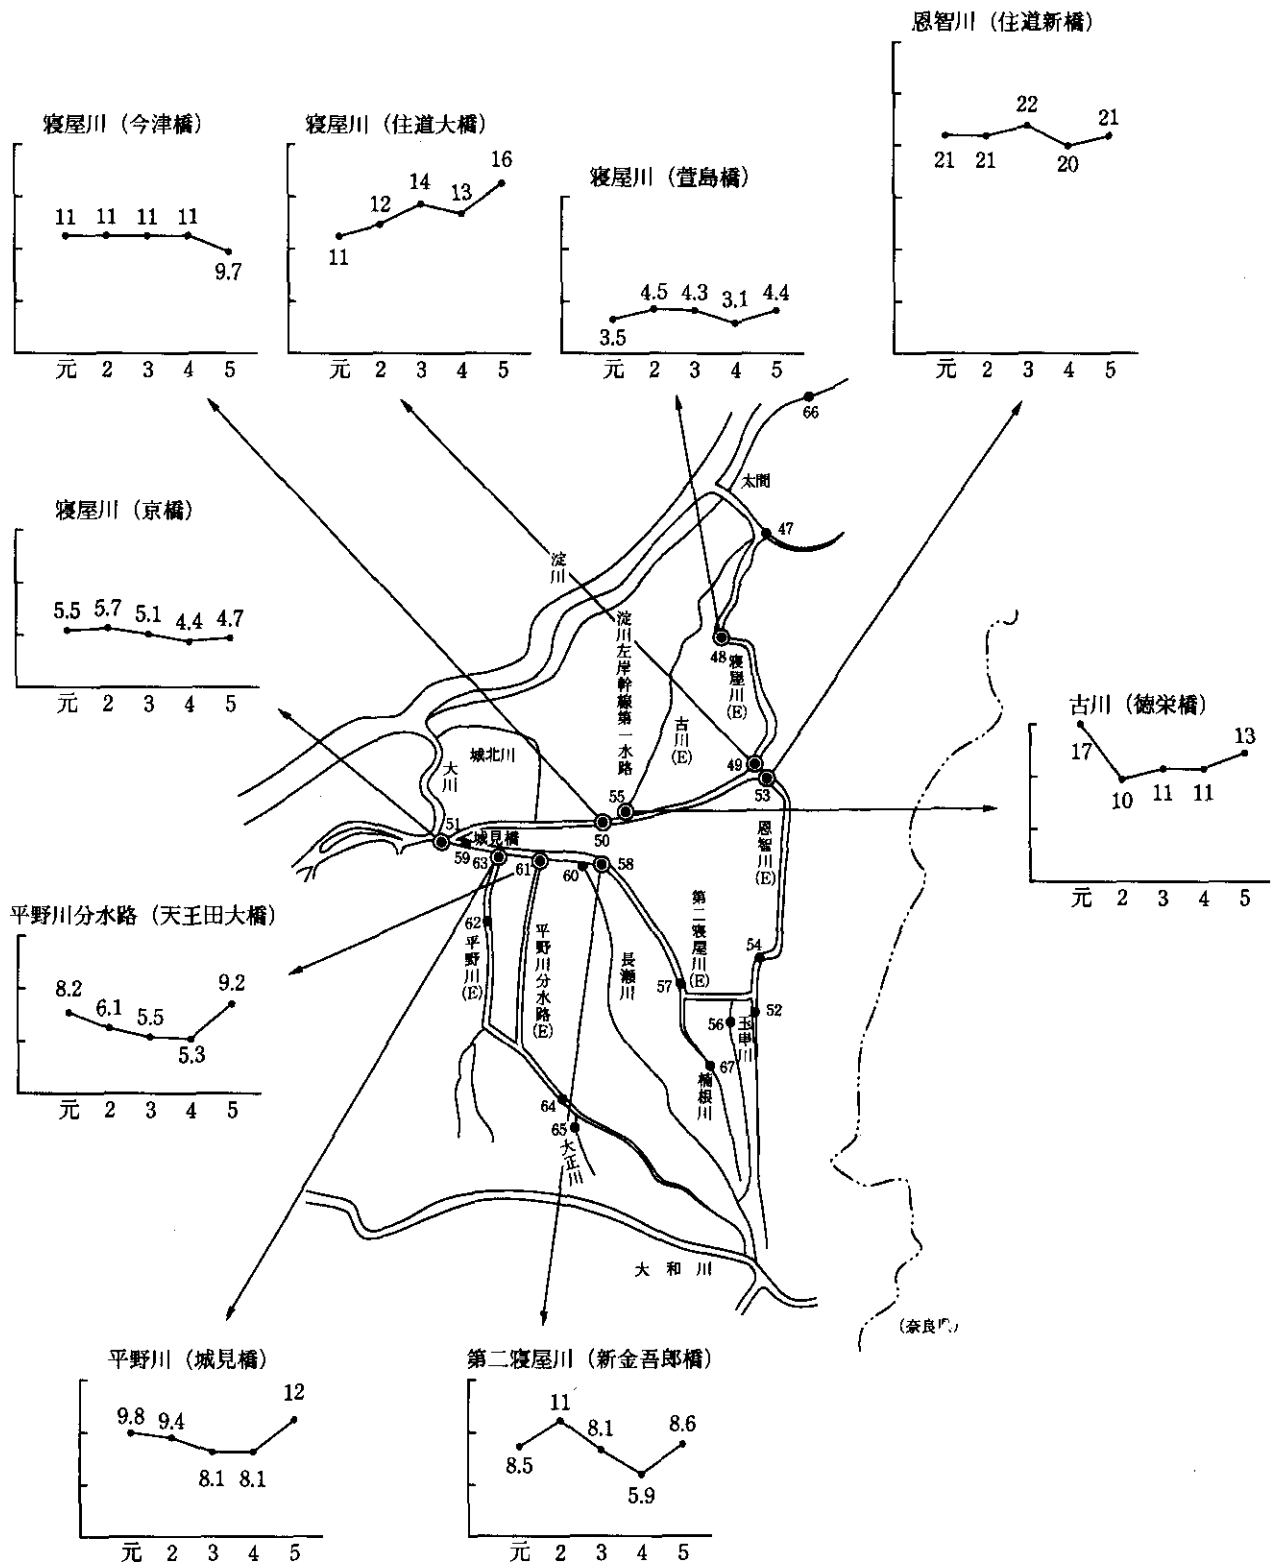 恩智川（住道新橋）
22
21
21
21
20
元 2 3 4 5
寝屋川（今津橋）
11 11 11 11
9.7
元 2 3 4 5
寝屋川（住道大橋）
16
14
13
12
11
元 2 3 4 5
寝屋川（萱島橋）
4.5 4.3 3.1 4.4
3.5
元 2 3 4 5
寝屋川（京橋）
5.5 5.7 5.1 4.4 4.7
元 2 3 4 5
古川（徳栄橋）
17
10 11 11
13
元 2 3 4 5
平野川分水路（天王田大橋）
8.2
6.1
5.5
5.3
9.2
元 2 3 4 5
平野川（城見橋）
9.8 9.4
8.1 8.1
12
元 2 3 4 5
第二寝屋川（新金吾郎橋）
8.5
11
8.1
5.9
8.6
元 2 3 4 5
66
太間
47
淀川
淀川左岸幹線第一水路
48
寝屋川(E)
古川(E)
城北川
大川
49
53
55
50
51
城見橋
59
63
61
60
58
恩智川(E)
第二寝屋川(E)
54
62
平野川(E)
平野川分水路(E)
長瀬川
57
52
56
玉串川
67
楠根川
64
65
大正川
大和川
(奈良